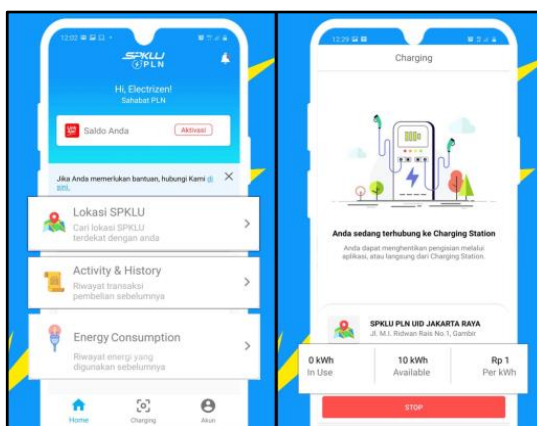 12:02
SPKLU
PLN
Hi, Electrizen!
Sahabat PLN
Saldo Anda
Aktivasi
Jika Anda memerlukan bantuan, hubungi Kami di
sini.
Lokasi SPKLU
Cari lokasi SPKLU
terdekat dengan anda
Activity & History
Riwayat transaksi
pembelian sebelumnya
Energy Consumption
Riwayat energi yang
digunakan sebelumnya
Home
Charging
Akun
12:29
Charging
Anda sedang terhubung ke Charging Station
Anda dapat menghentikan pengisian melalui
aplikasi, atau langsung dari Charging Station.
SPKLU PLN UID JAKARTA RAYA
Jl. M.I. Ridwan Rais No.1, Gambir
0 kWh
In Use
10 kWh
Available
Rp 1
Per kWh
STOP